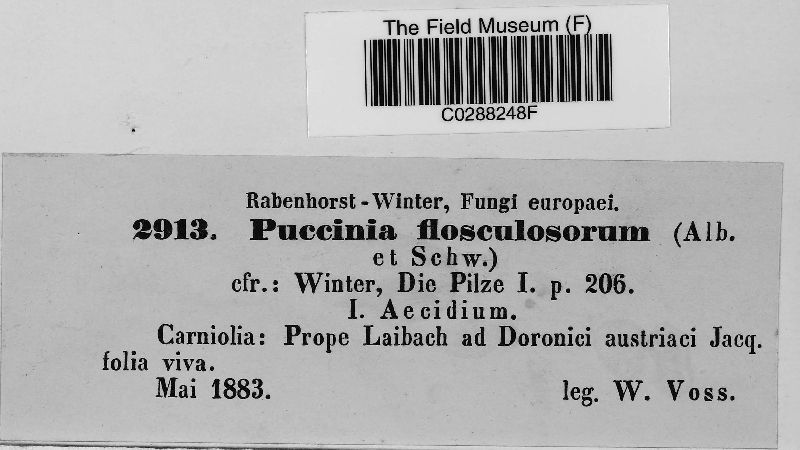 The Field Museum (F)
C0288248F
Rabenhorst-Winter, Fungi europaei.
2913. Puccinia flosculosorum (Alb.
et Schw.)
cfr.: Winter, Die Pilze I. p. 206.
I. Aecidium.
Carniolia: Prope Laibach ad Doronici austriaci Jacq.
folia viva.
Mai 1883. leg. W. Voss.